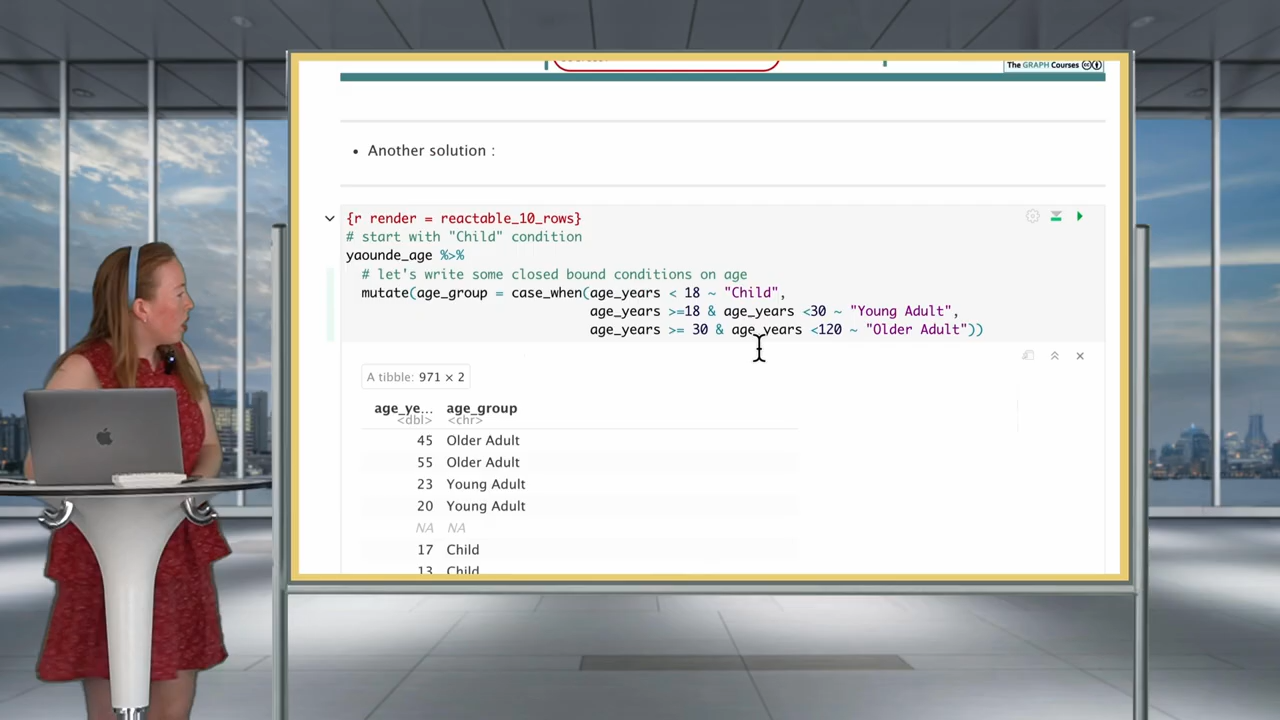 The GRAPH Courses
• Another solution :
{r render = reactable_10_rows}
# start with "Child" condition
yaounde_age %>%
# let's write some closed bound conditions on age
mutate(age_group = case_when(age_years < 18 ~ "Child",
age_years >=18 & age_years <30 ~ "Young Adult",
age_years >= 30 & age_years <120 ~ "Older Adult"))
A tibble: 971 × 2
age_ye... age_group
<dbl> <chr>
45 Older Adult
55 Older Adult
23 Young Adult
20 Young Adult
NA NA
17 Child
13 Child